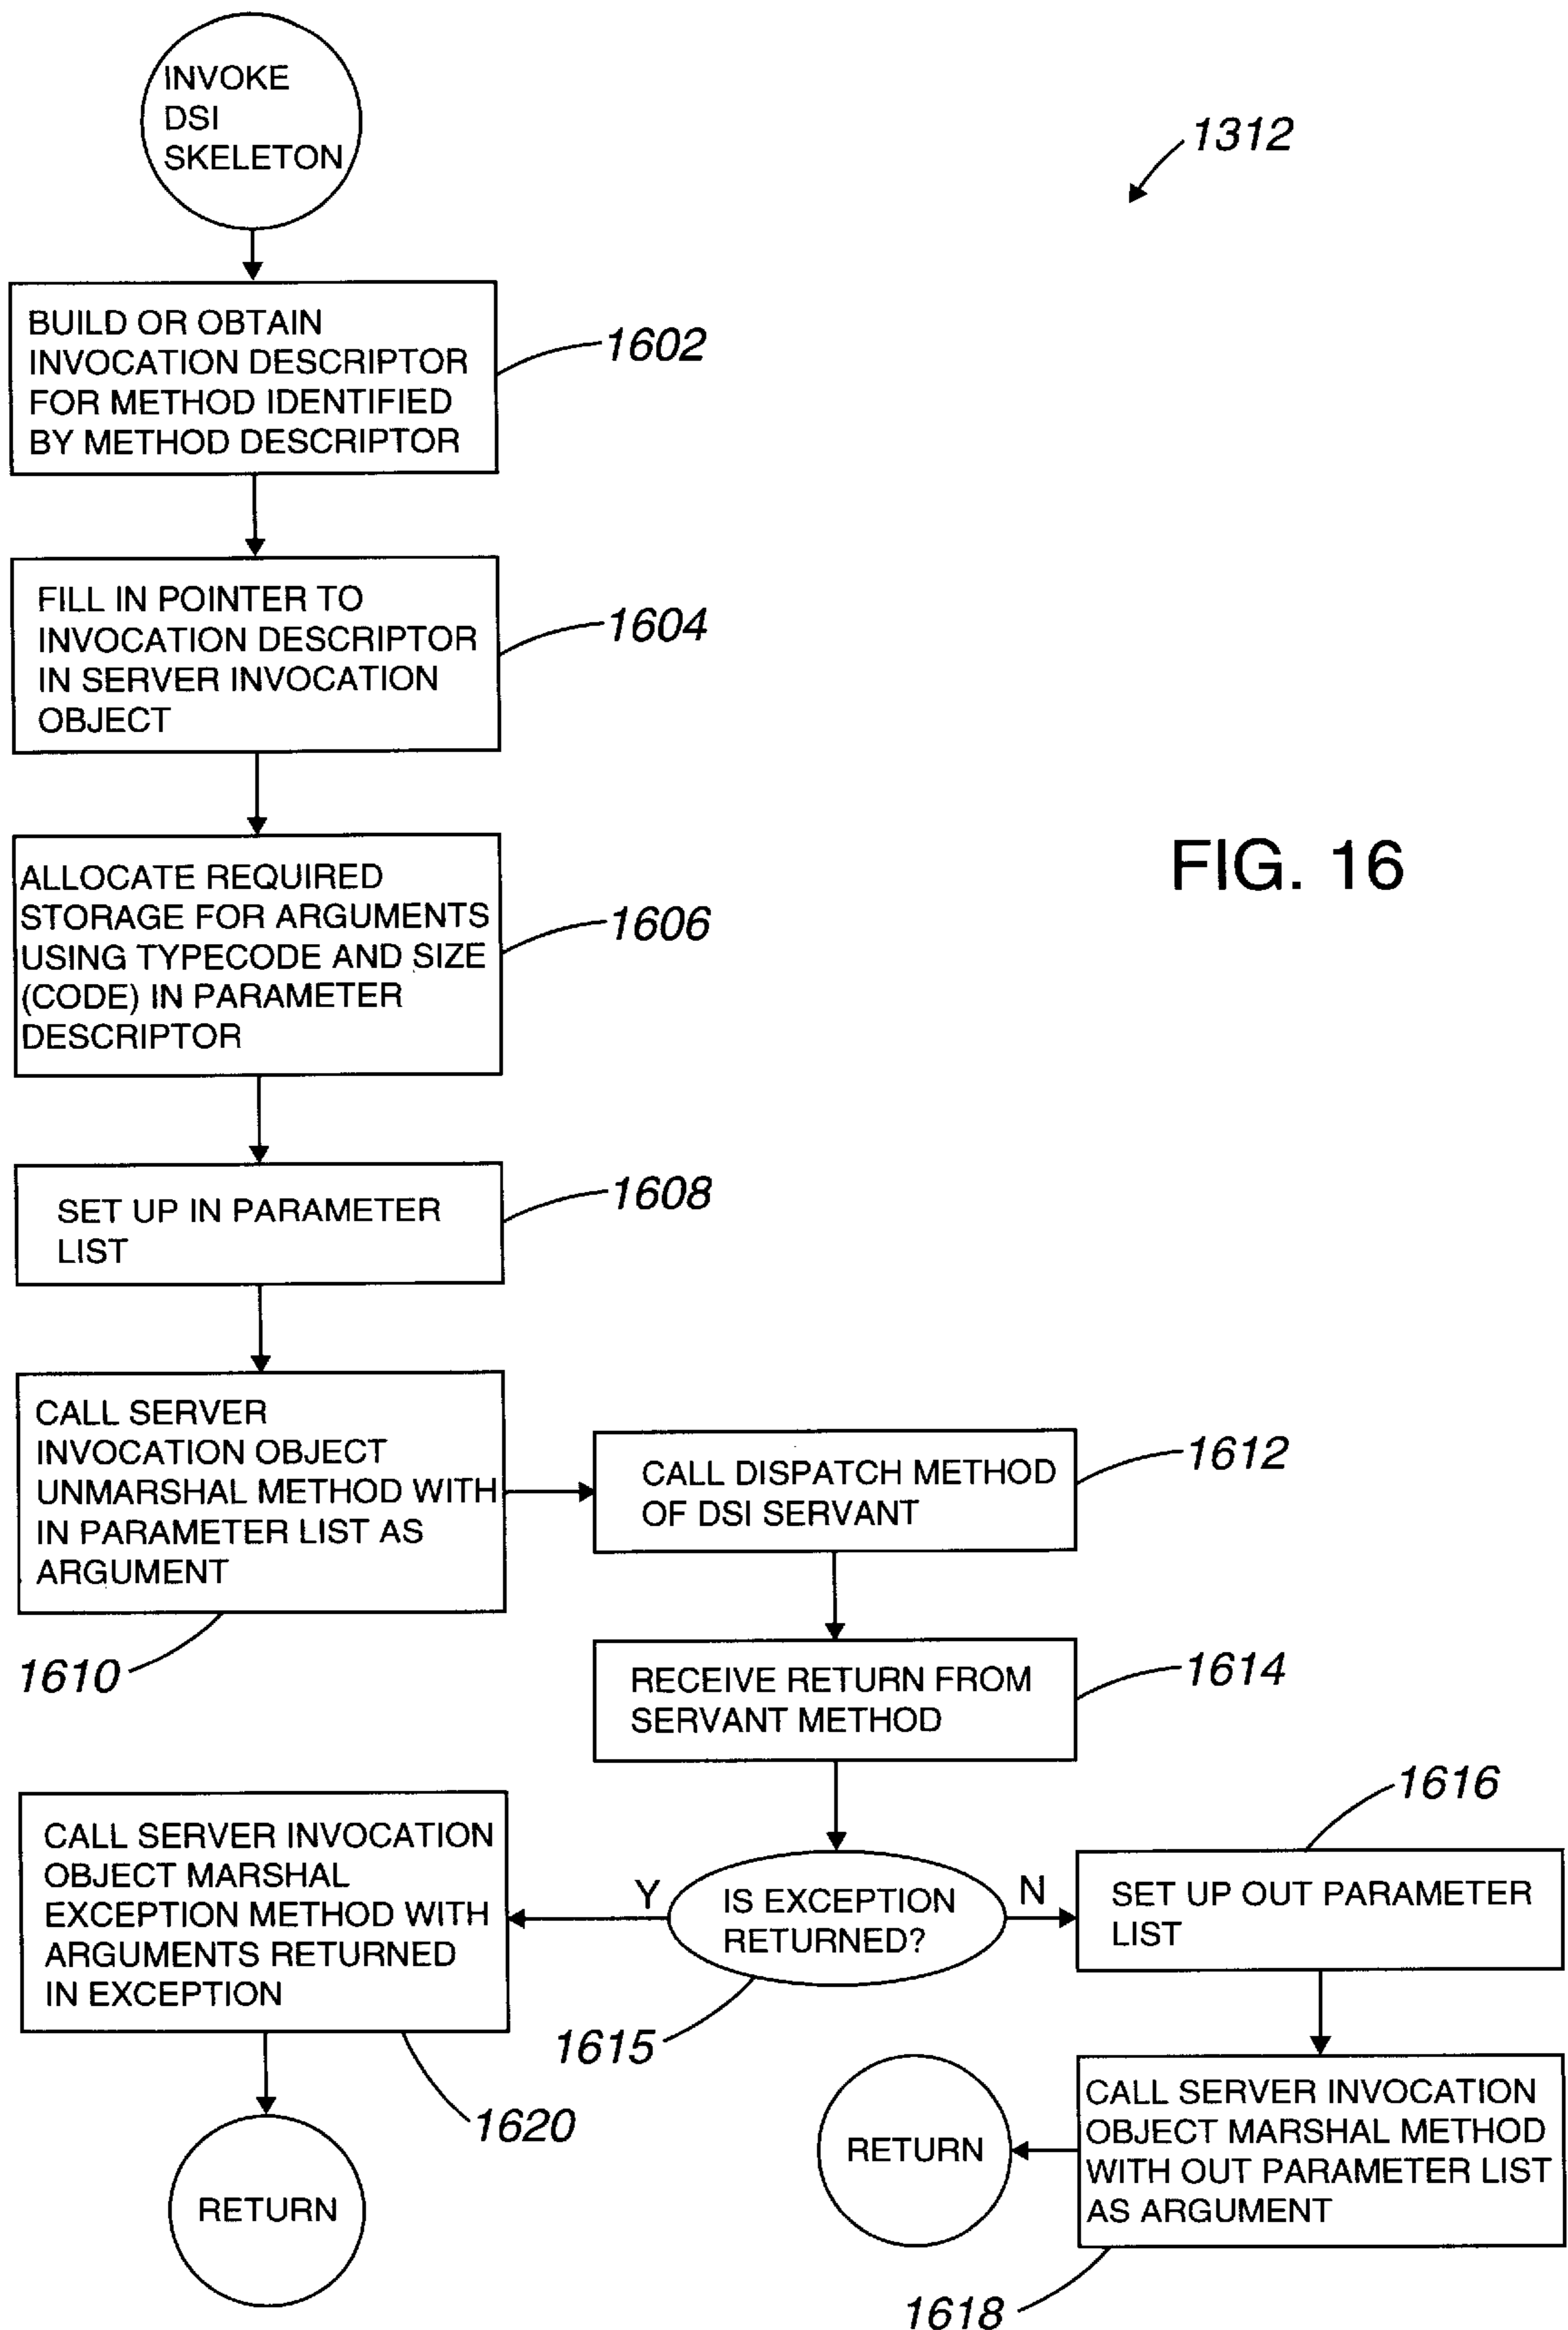 INVOKE
DSI
SKELETON
1312
BUILD OR OBTAIN
INVOCATION DESCRIPTOR
FOR METHOD IDENTIFIED
BY METHOD DESCRIPTOR
1602
FILL IN POINTER TO
INVOCATION DESCRIPTOR
IN SERVER INVOCATION
OBJECT
1604
FIG. 16
ALLOCATE REQUIRED
STORAGE FOR ARGUMENTS
USING TYPECODE AND SIZE
(CODE) IN PARAMETER
DESCRIPTOR
1606
SET UP IN PARAMETER
LIST
1608
CALL SERVER
INVOCATION OBJECT
UNMARSHAL METHOD WITH
IN PARAMETER LIST AS
ARGUMENT
1610
CALL DISPATCH METHOD
OF DSI SERVANT
1612
RECEIVE RETURN FROM
SERVANT METHOD
1614
IS EXCEPTION
RETURNED?
1615
Y
N
CALL SERVER INVOCATION
OBJECT MARSHAL
EXCEPTION METHOD WITH
ARGUMENTS RETURNED
IN EXCEPTION
1620
RETURN
1616
SET UP OUT PARAMETER
LIST
CALL SERVER INVOCATION
OBJECT MARSHAL METHOD
WITH OUT PARAMETER LIST
AS ARGUMENT
1618
RETURN